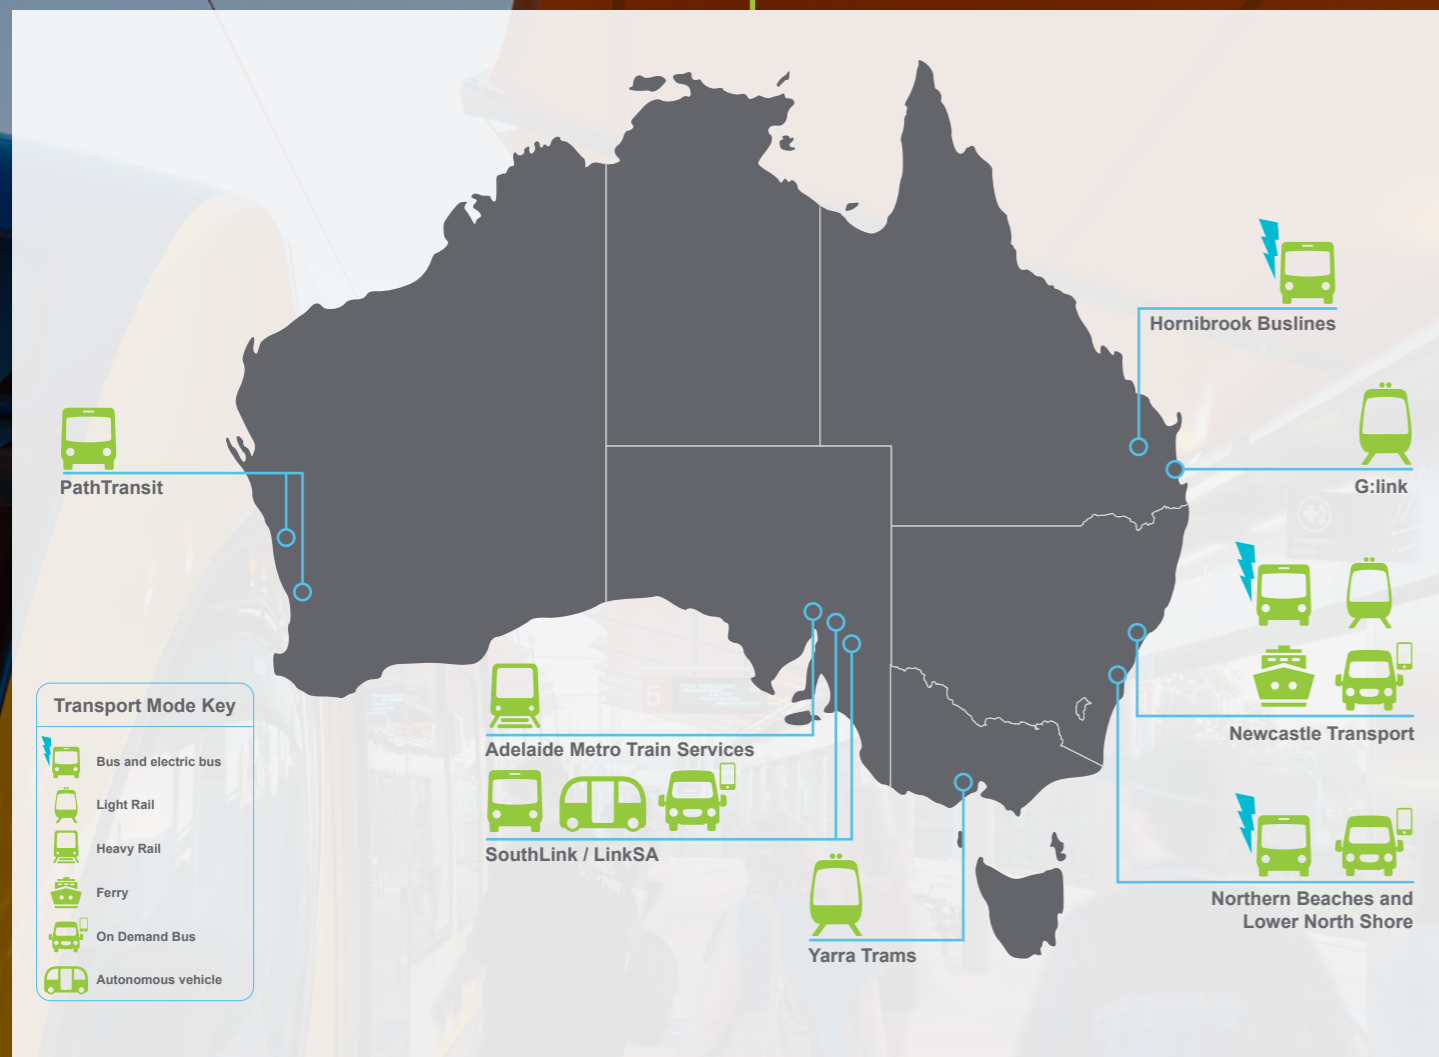 Hornibrook Buslines
G:link
PathTransit
Newcastle Transport
Adelaide Metro Train Services
SouthLink / LinkSA
Northern Beaches and
Lower North Shore
Yarra Trams
Transport Mode Key
Bus and electric bus
Light Rail
Heavy Rail
Ferry
On Demand Bus
Autonomous vehicle